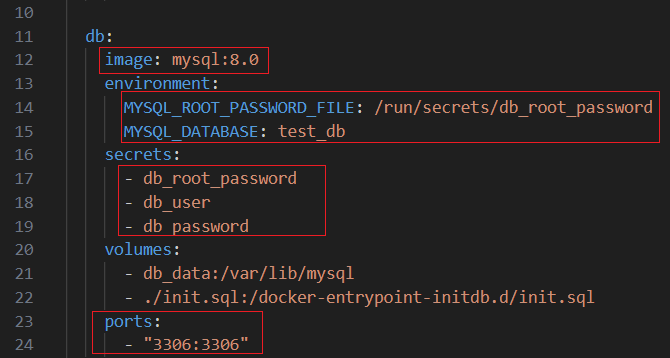 10
11 db:
12 image: mysql:8.0
13 environment:
14 MYSQL_ROOT_PASSWORD_FILE: /run/secrets/db_root_password
15 MYSQL_DATABASE: test_db
16 secrets:
17 - db_root_password
18 - db_user
19 - db_password
20 volumes:
21 - db_data:/var/lib/mysql
22 - ./init.sql:/docker-entrypoint-initdb.d/init.sql
23 ports:
24 - "3306:3306"